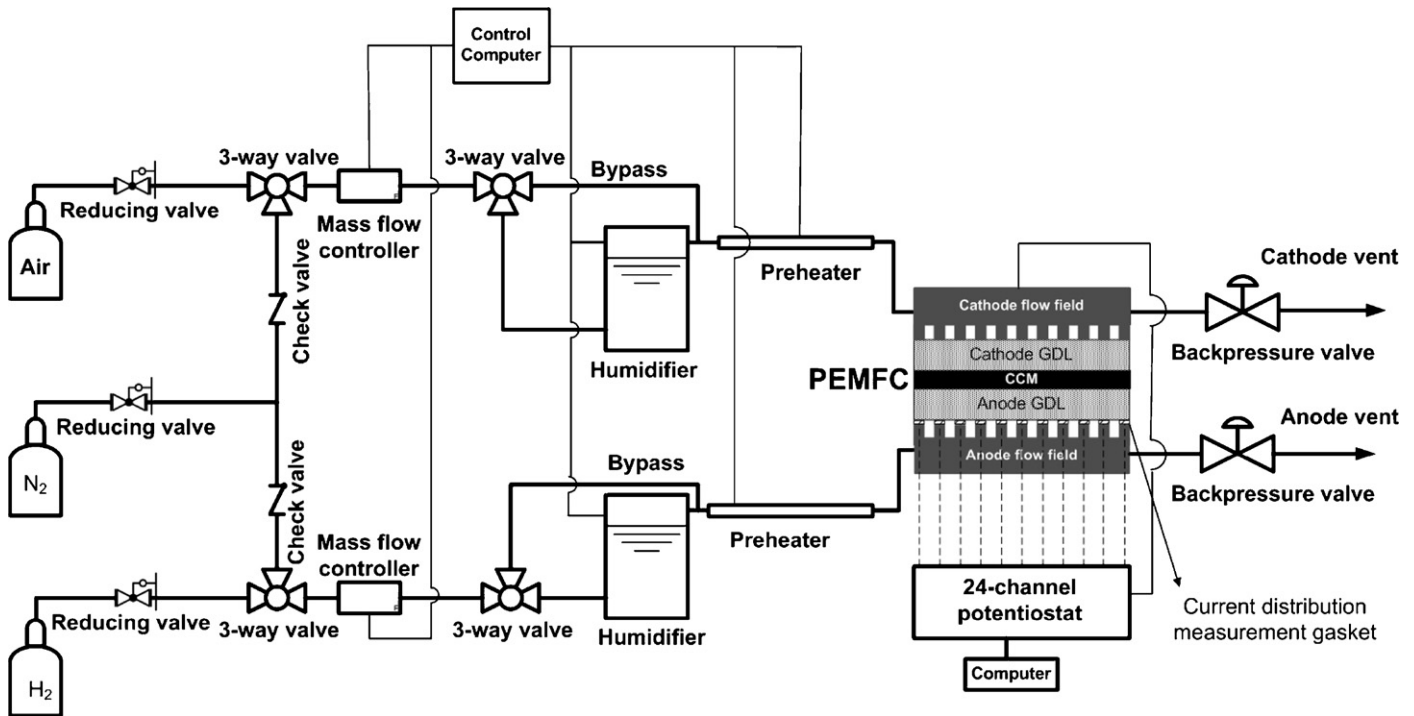 Control
Computer
3-way valve
3-way valve
Bypass
Reducing valve
Mass flow
controller
Air
Check valve
Preheater
Humidifier
Cathode vent
Cathode flow field
Backpressure valve
Cathode GDL
PEMFC
CCM
Anode GDL
Anode vent
Anode flow field
Backpressure valve
Reducing valve
N2
Check valve
Bypass
Mass flow
controller
Preheater
Reducing valve
3-way valve
3-way valve
Humidifier
H2
24-channel
potentiostat
Computer
Current distribution
measurement gasket